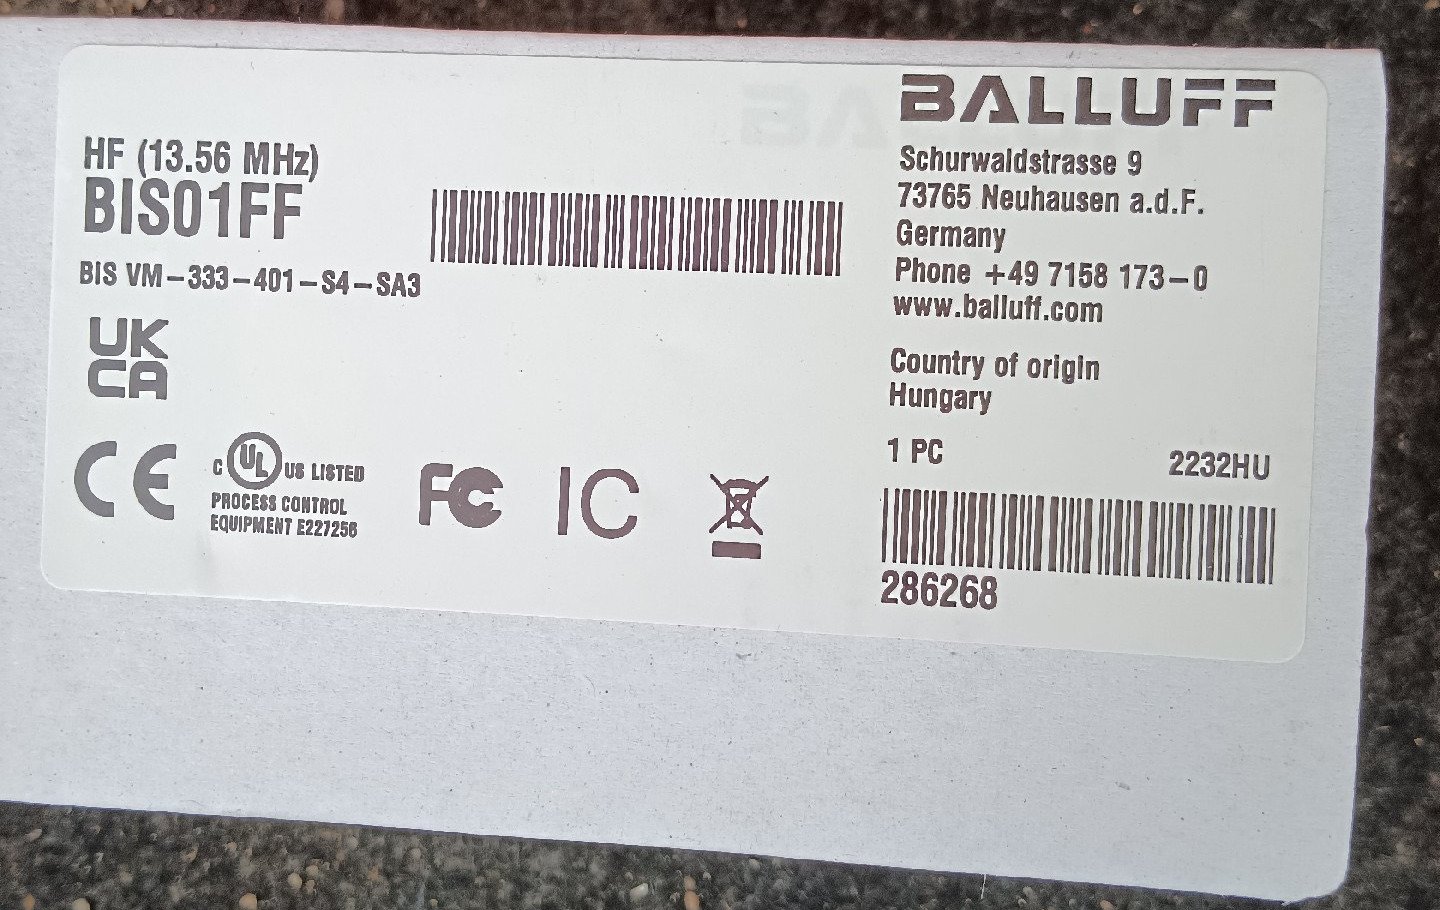 BALLUFF
HF (13.56 MHz)
BIS01FF
BIS VM-333-401-S4-SA3
UK
CA
CE
C UL US LISTED
PROCESS CONTROL
EQUIPMENT E227256
FC
IC
Schurwaldstrasse 9
73765 Neuhausen a.d.F.
Germany
Phone +49 7158 173-0
www.balluff.com
Country of origin
Hungary
1 PC
2232HU
286268